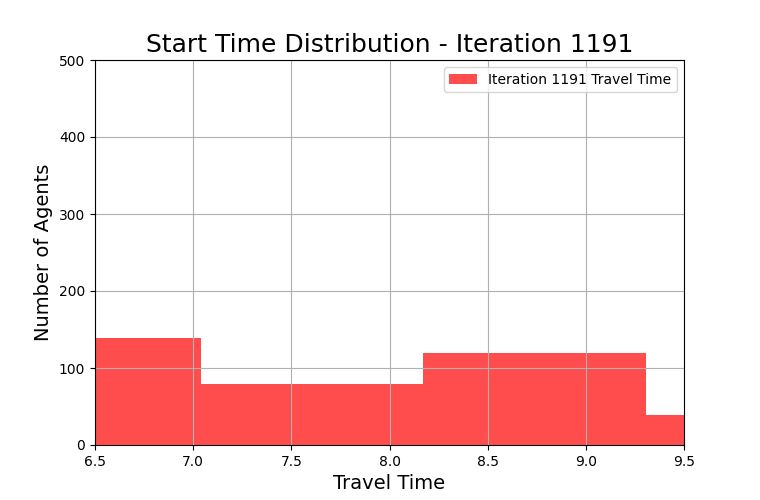 Start Time Distribution - Iteration 1191
Iteration 1191 Travel Time
Number of Agents
500
400
300
200
100
0
6.5 7.0 7.5 8.0 8.5 9.0 9.5
Travel Time